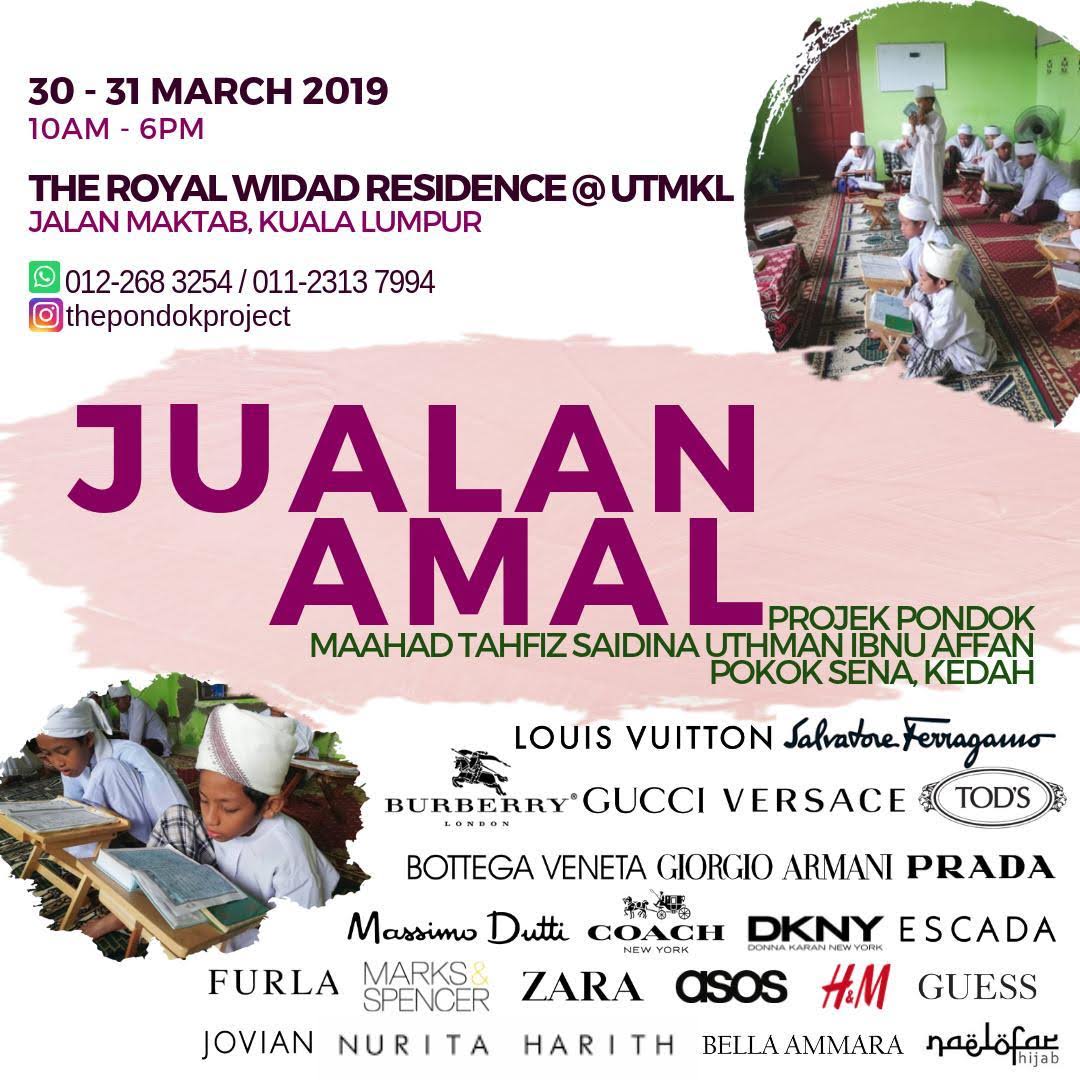 30 - 31 MARCH 2019
10AM - 6PM
THE ROYAL WIDAD RESIDENCE @ UTMKL
JALAN MAKTAB, KUALA LUMPUR
012-268 3254 / 011-2313 7994
thepondokproject
JUALAN
AMAL
PROJEK PONDOK
MAAHAD TAHFIZ SAIDINA UTHMAN IBNU AFFAN
POKOK SENA, KEDAH
LOUIS VUITTON Salvatore Ferragamo
BURBERRY® GUCCI VERSACE TOD'S
LONDON
BOTTEGA VENETA GIORGIO ARMANI PRADA
Massimo Dutti COACH DKNY ESCADA
NEW YORK DONNA KARAN NEW YORK
FURLA MARKS& SPENCER ZARA asos H&M GUESS
JOVIAN NURITA HARITH BELLA AMMARA naëlöfar
hijab